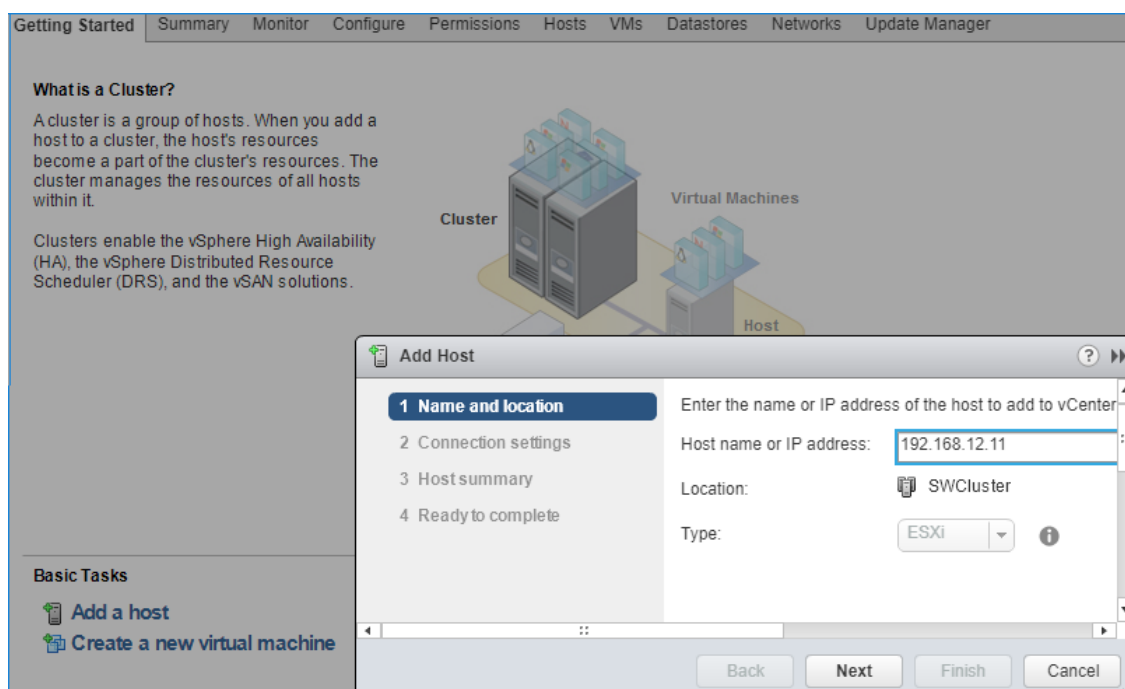 Getting Started Summary Monitor Configure Permissions Hosts VMs Datastores Networks Update Manager
What is a Cluster?
A cluster is a group of hosts. When you add a
host to a cluster, the host's resources
become a part of the cluster's resources. The
cluster manages the resources of all hosts
within it.
Clusters enable the vSphere High Availability
(HA), the vSphere Distributed Resource
Scheduler (DRS), and the vSAN solutions.
Cluster
Virtual Machines
Host
Add Host
1 Name and location
2 Connection settings
3 Host summary
4 Ready to complete
Enter the name or IP address of the host to add to vCenter
Host name or IP address: 192.168.12.11
Location: SWCluster
Type: ESXi
Basic Tasks
Add a host
Create a new virtual machine
Back Next Finish Cancel